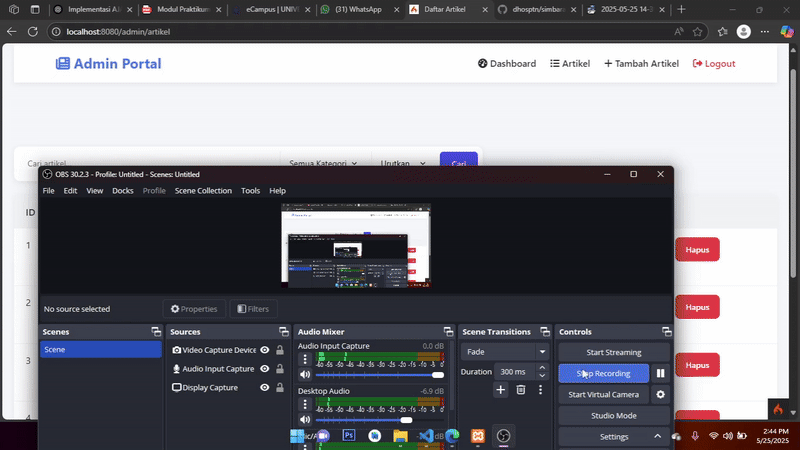 Implementasi AJ
Modul Praktikum
eCampus | UNIV
(31) WhatsApp
Daftar Artikel
dhosptn/simbar
2025-05-25 14-3
localhost:8080/admin/artikel
Admin Portal
Dashboard
Artikel
Tambah Artikel
Logout
Cari artikel...
Semua Kategori
Urutkan
Cari
OBS 30.2.3 - Profile: Untitled - Scenes: Untitled
File Edit View Docks Profile Scene Collection Tools Help
ID
1
Hapus
2
Hapus
No source selected
Properties
Filters
Scenes
Sources
Audio Mixer
Scene Transitions
Controls
Scene
Video Capture Device
Audio Input Capture
Display Capture
Audio Input Capture 0.0 dB
-60 -55 -50 -45 -40 -35 -30 -25 -20 -15 -10 -5 0
Desktop Audio -6.9 dB
-60 -55 -50 -45 -40 -35 -30 -25 -20 -15 -10 -5 0
Fade
Duration 300 ms
Start Streaming
Stop Recording
Start Virtual Camera
Studio Mode
Settings
3
Hapus
4
2:44 PM
5/25/2025